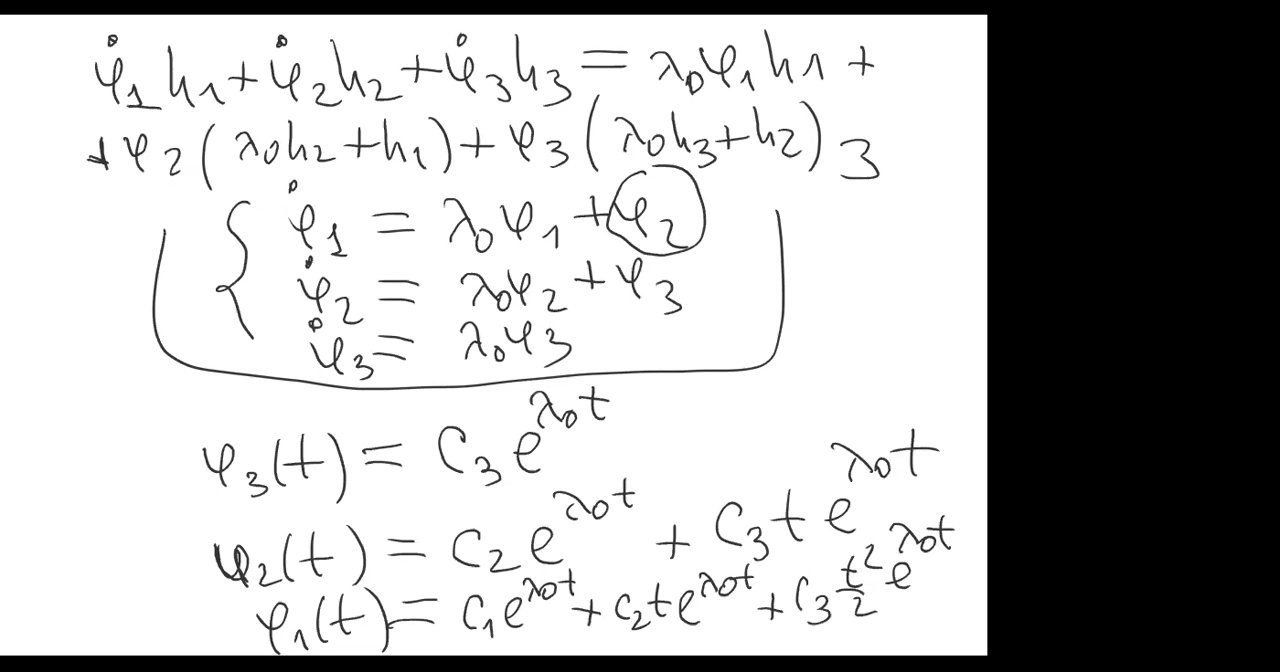 φ̇₁h₁+φ̇₂h₂+φ̇₃h₃=λ₀φ₁h₁+
+φ₂(λ₀h₂+h₁)+φ₃(λ₀h₃+h₂) 3
{ φ̇₁ = λ₀φ₁+φ₂
φ̇₂ = λ₀φ₂+φ₃
φ̇₃ = λ₀φ₃
φ₃(t) = C₃e^{λ₀t}
φ₂(t) = C₂e^{λ₀t} + C₃te^{λ₀t}
φ₁(t) = C₁e^{λ₀t}+C₂te^{λ₀t}+C₃\frac{t²}{2}e^{λ₀t}